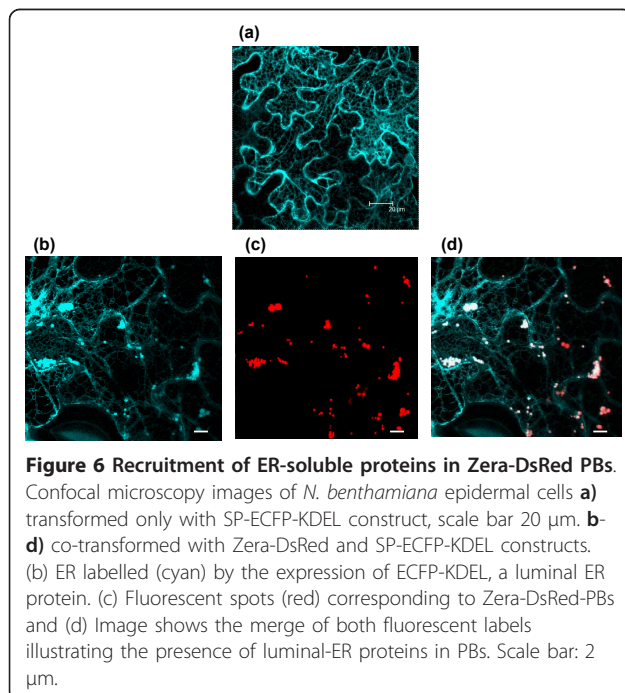 (a)
20 µm
(b)
(c)
(d)
Figure 6 Recruitment of ER-soluble proteins in Zera-DsRed PBs.
Confocal microscopy images of N. benthamiana epidermal cells a)
transformed only with SP-ECFP-KDEL construct, scale bar 20 µm. b-
d) co-transformed with Zera-DsRed and SP-ECFP-KDEL constructs.
(b) ER labelled (cyan) by the expression of ECFP-KDEL, a luminal ER
protein. (c) Fluorescent spots (red) corresponding to Zera-DsRed-PBs
and (d) Image shows the merge of both fluorescent labels
illustrating the presence of luminal-ER proteins in PBs. Scale bar: 2
µm.